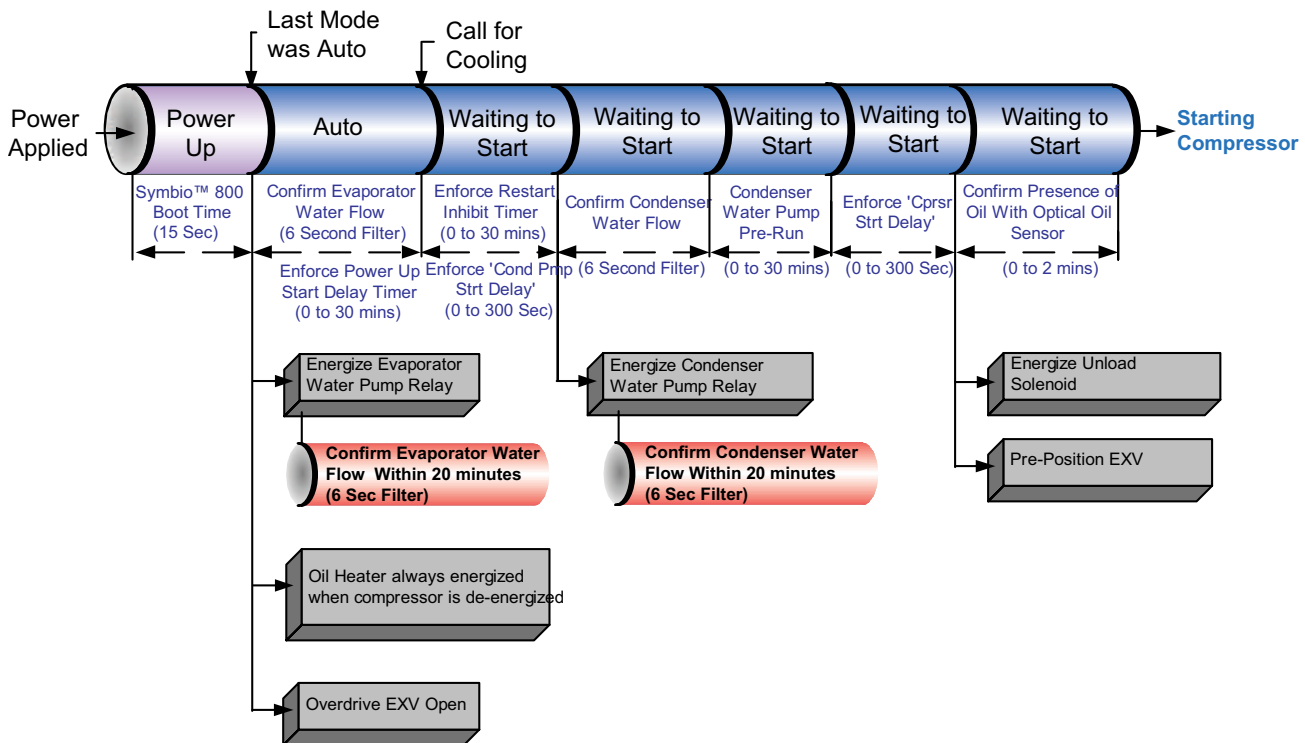 Last Mode
was Auto
Call for
Cooling
Power
Applied
Power
Up
Auto
Waiting to
Start
Waiting to
Start
Waiting to
Start
Waiting to
Start
Waiting to
Start
Starting
Compressor
Symbio™ 800
Boot Time
(15 Sec)
Confirm Evaporator
Water Flow
(6 Second Filter)
Enforce Power Up
Start Delay Timer
(0 to 30 mins)
Enforce Restart
Inhibit Timer
(0 to 30 mins)
Enforce 'Cond Pmp
Strt Delay'
(0 to 300 Sec)
Confirm Condenser
Water Flow
(6 Second Filter)
Condenser
Water Pump
Pre-Run
(0 to 30 mins)
Enforce 'Cprsr
Strt Delay'
(0 to 300 Sec)
Confirm Presence of
Oil With Optical Oil
Sensor
(0 to 2 mins)
Energize Evaporator
Water Pump Relay
Confirm Evaporator Water
Flow Within 20 minutes
(6 Sec Filter)
Oil Heater always energized
when compressor is de-energized
Overdrive EXV Open
Energize Condenser
Water Pump Relay
Confirm Condenser Water
Flow Within 20 minutes
(6 Sec Filter)
Energize Unload
Solenoid
Pre-Position EXV